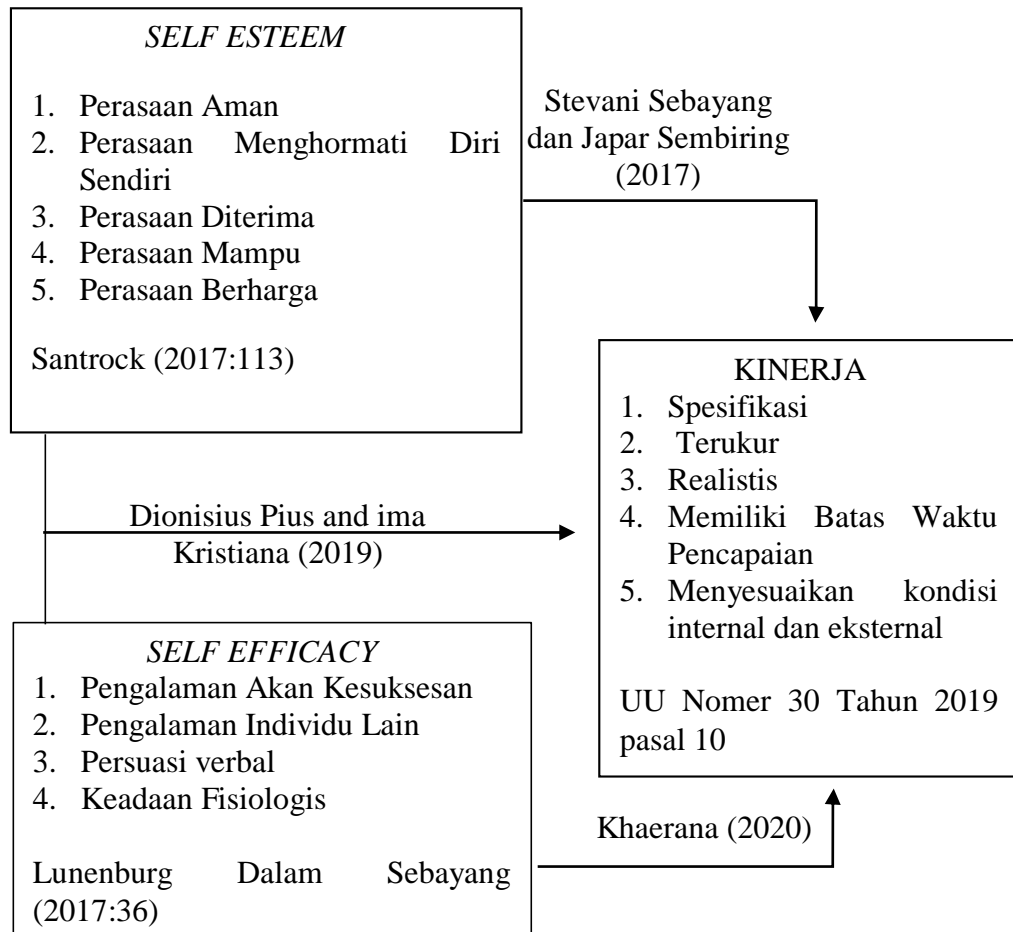 SELF ESTEEM
1. Perasaan Aman
2. Perasaan Menghormati Diri
Sendiri
3. Perasaan Diterima
4. Perasaan Mampu
5. Perasaan Berharga
Santrock (2017:113)
Stevani Sebayang
dan Japar Sembiring
(2017)
KINERJA
1. Spesifikasi
2. Terukur
3. Realistis
4. Memiliki Batas Waktu
Pencapaian
5. Menyesuaikan kondisi
internal dan eksternal
UU Nomer 30 Tahun 2019
pasal 10
Dionisius Pius and ima
Kristiana (2019)
SELF EFFICACY
1. Pengalaman Akan Kesuksesan
2. Pengalaman Individu Lain
3. Persuasi verbal
4. Keadaan Fisiologis
Lunenburg Dalam Sebayang
(2017:36)
Khaerana (2020)